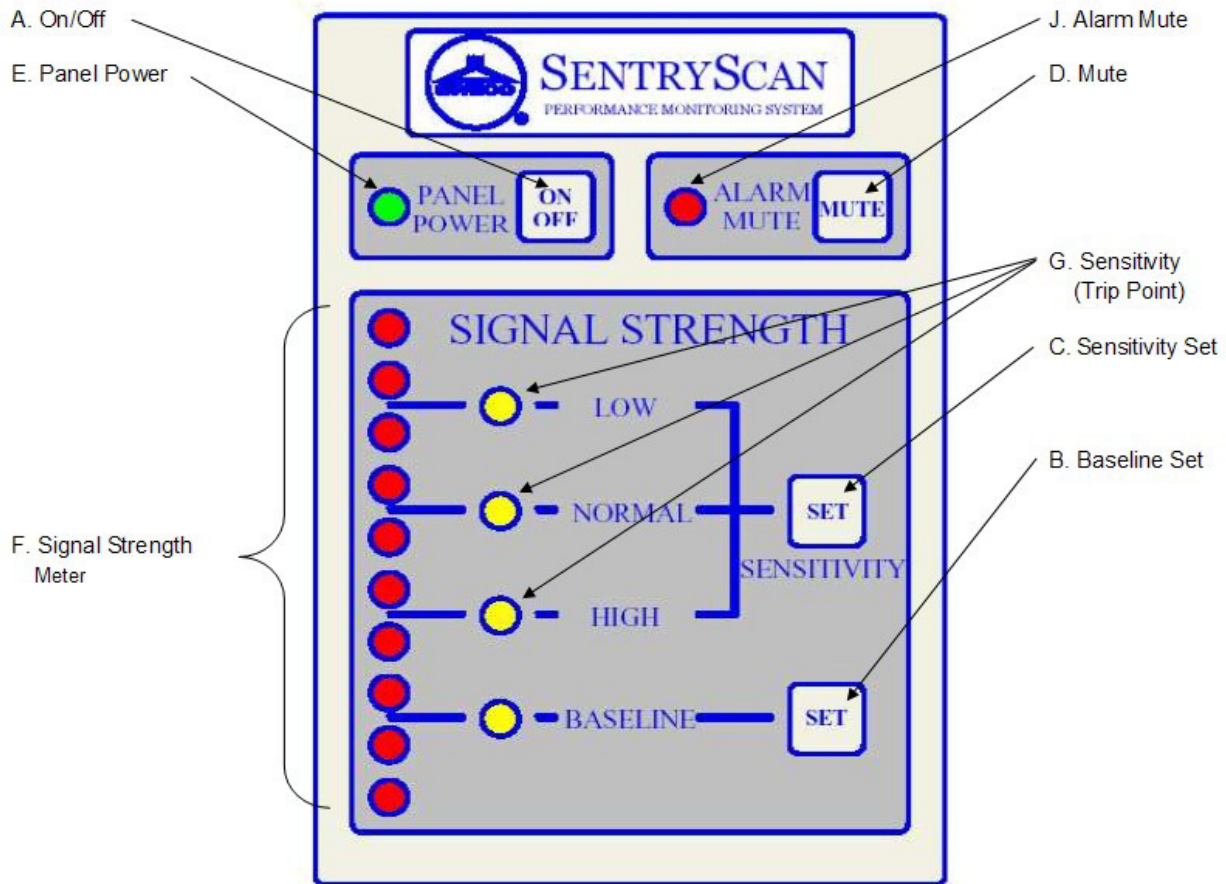 A. On/Off
E. Panel Power
J. Alarm Mute
D. Mute
SENTRYSCAN
PERFORMANCE MONITORING SYSTEM
PANEL
POWER
ON
OFF
ALARM
MUTE
MUTE
G. Sensitivity
(Trip Point)
SIGNAL STRENGTH
C. Sensitivity Set
LOW
B. Baseline Set
NORMAL
SET
SENSITIVITY
F. Signal Strength
Meter
HIGH
BASELINE
SET